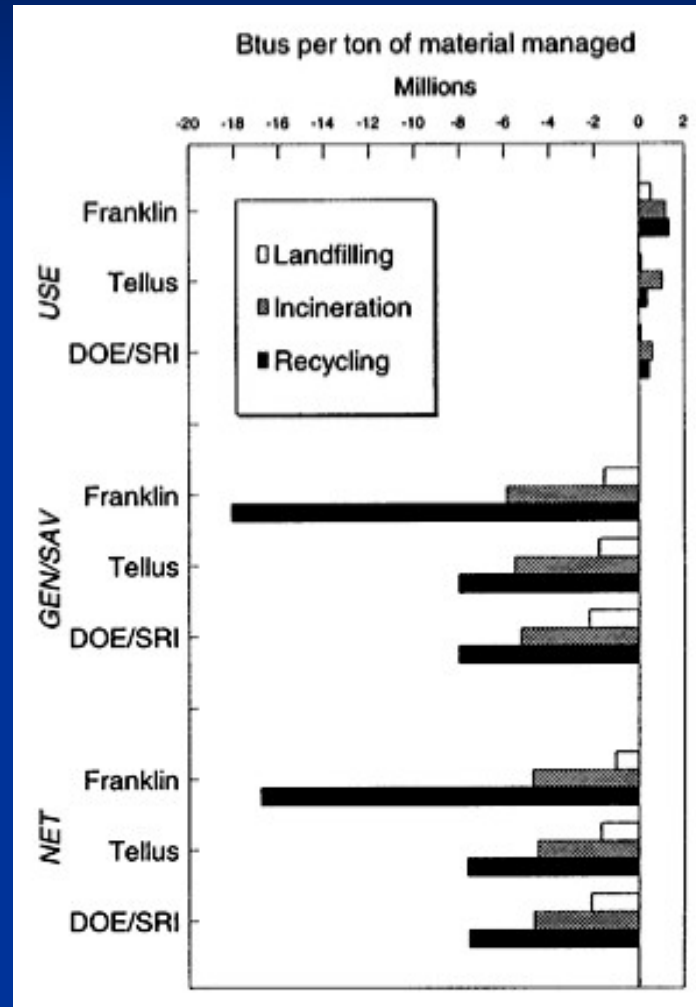 Btus per ton of material managed
Millions
-20 -18 -16 -14 -12 -10 -8 -6 -4 -2 0 2
USE
Franklin
Tellus
DOE/SRI
Landfilling
Incineration
Recycling
GEN/SAV
Franklin
Tellus
DOE/SRI
NET
Franklin
Tellus
DOE/SRI